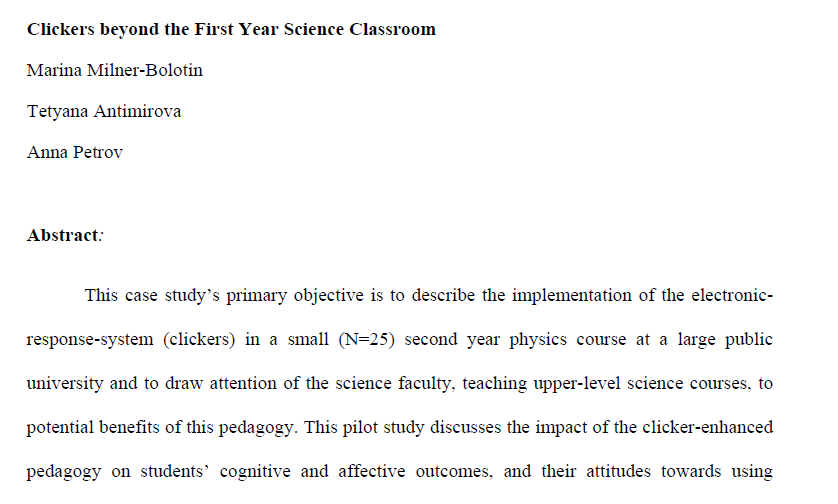 Clickers beyond the First Year Science Classroom
Marina Milner-Bolotin
Tetyana Antimirova
Anna Petrov
Abstract:
This case study’s primary objective is to describe the implementation of the electronic-
response-system (clickers) in a small (N=25) second year physics course at a large public
university and to draw attention of the science faculty, teaching upper-level science courses, to
potential benefits of this pedagogy. This pilot study discusses the impact of the clicker-enhanced
pedagogy on students’ cognitive and affective outcomes, and their attitudes towards using